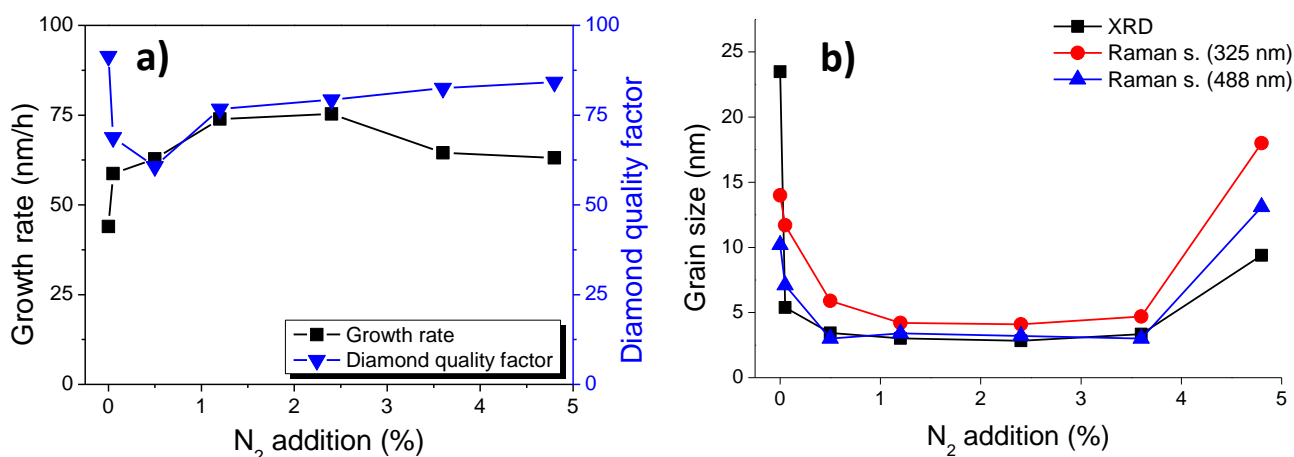 a)
Growth rate (nm/h)
100
75
50
25
0
100
75
50
25
0
Diamond quality factor
Growth rate
Diamond quality factor
0 1 2 3 4 5
N₂ addition (%)
b)
XRD
Raman s. (325 nm)
Raman s. (488 nm)
Grain size (nm)
25
20
15
10
5
0
0 1 2 3 4 5
N₂ addition (%)